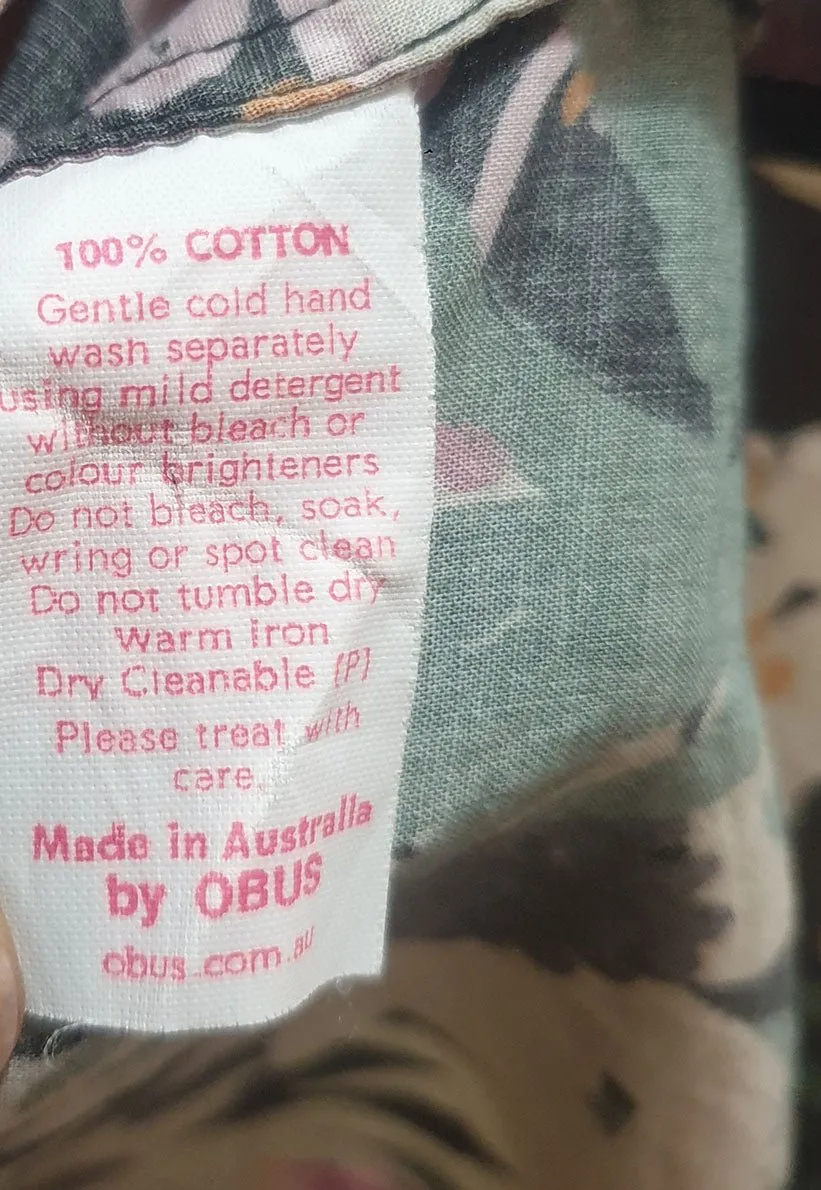 100% COTTON
Gentle cold hand
wash separately
using mild detergent
without bleach or
colour brighteners
Do not bleach, soak,
wring or spot clean
Do not tumble dry
Warm iron
Dry Cleanable [P]
Please treat with
care.
Made in Australia
by OBUS
obus.com.au